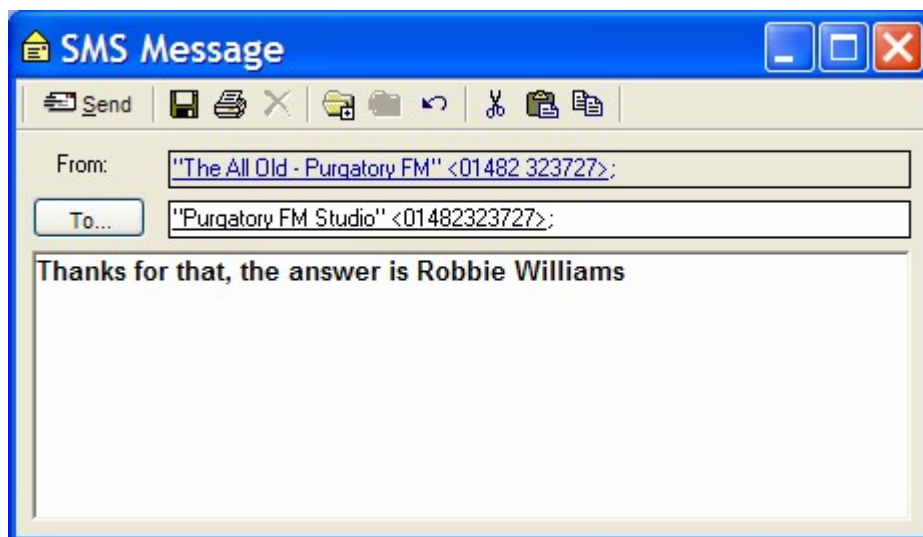 SMS Message
Send
From: "The All Old - Purgatory FM" <01482 323727>;
To... "Purgatory FM Studio" <01482323727>;
Thanks for that, the answer is Robbie Williams